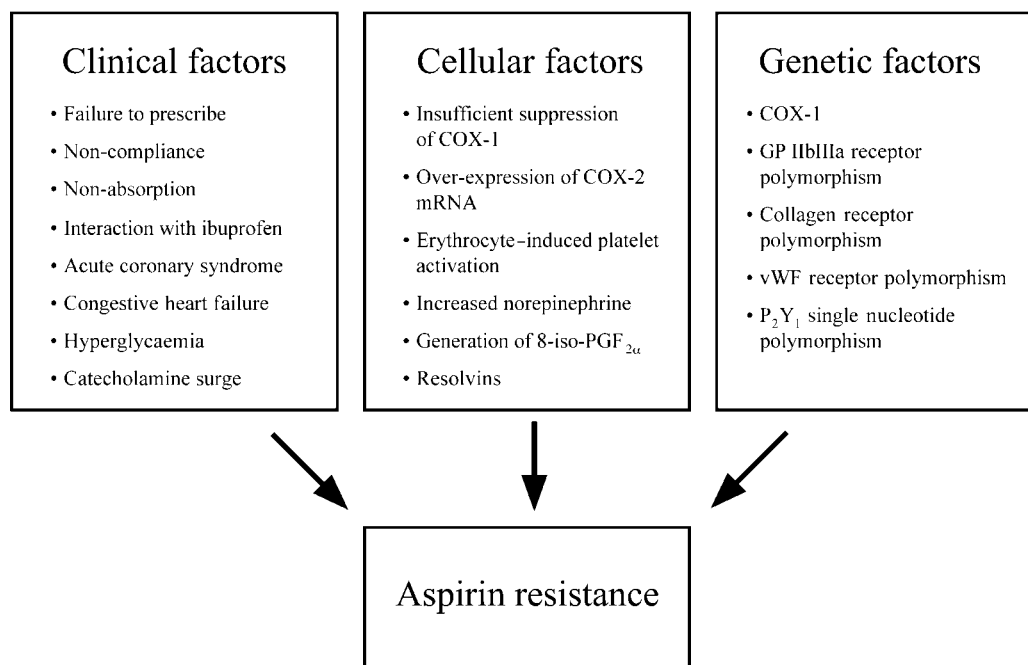 Clinical factors
• Failure to prescribe
• Non-compliance
• Non-absorption
• Interaction with ibuprofen
• Acute coronary syndrome
• Congestive heart failure
• Hyperglycaemia
• Catecholamine surge
Cellular factors
• Insufficient suppression
of COX-1
• Over-expression of COX-2
mRNA
• Erythrocyte–induced platelet
activation
• Increased norepinephrine
• Generation of 8-iso-PGF₂α
• Resolvins
Genetic factors
• COX-1
• GP IIbIIIa receptor
polymorphism
• Collagen receptor
polymorphism
• vWF receptor polymorphism
• P₂Y₁ single nucleotide
polymorphism
Aspirin resistance